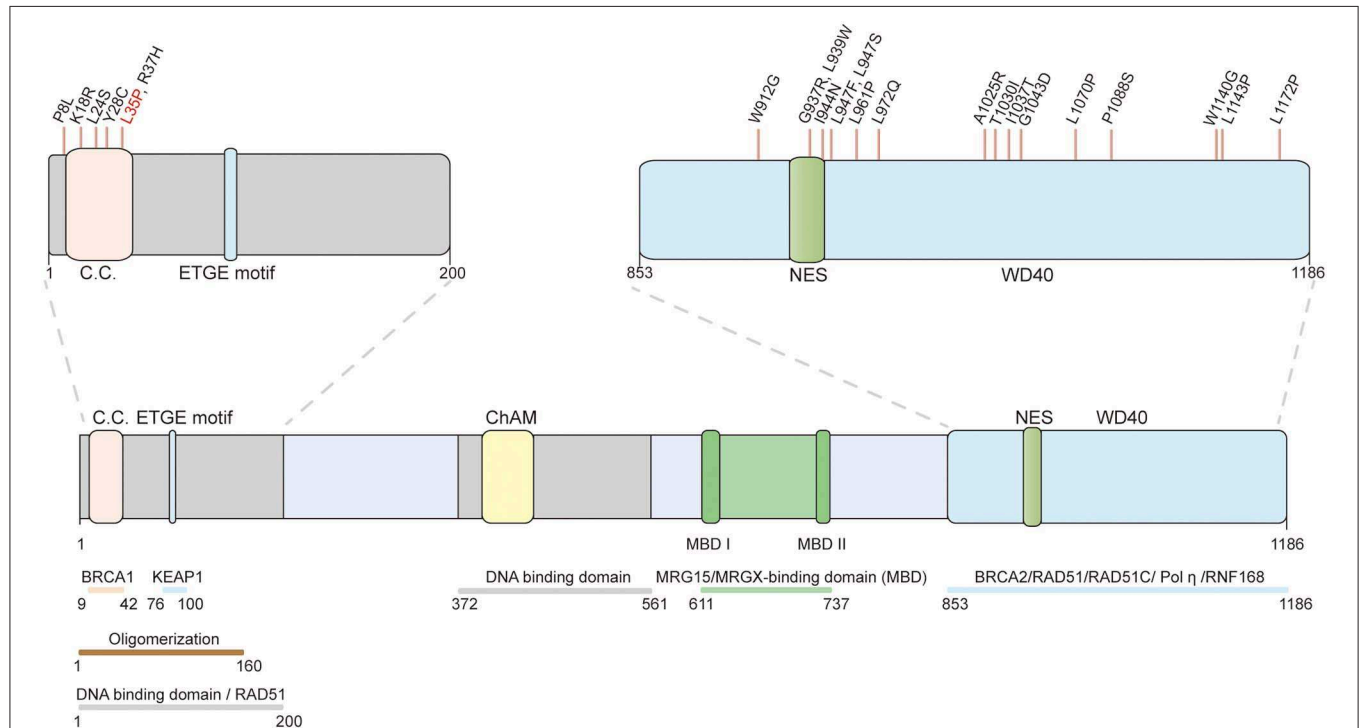 P8L
K18R
L24S
Y28C
L35P, R37H
W912G
G937R, L939W
I944N
L947F, L947S
L961P
L972Q
A1025R
T1030I
I1037T
G1043D
L1070P
P1088S
W1140G
L1143P
L1172P
1 C.C. ETGE motif 200
853 NES WD40 1186
C.C. ETGE motif ChAM NES WD40
1 MBD I MBD II 1186
BRCA1 KEAP1 DNA binding domain MRG15/MRGX-binding domain (MBD) BRCA2/RAD51/RAD51C/ Pol η /RNF168
9 42 76 100 372 561 611 737 853 1186
Oligomerization
1 160
DNA binding domain / RAD51
1 200